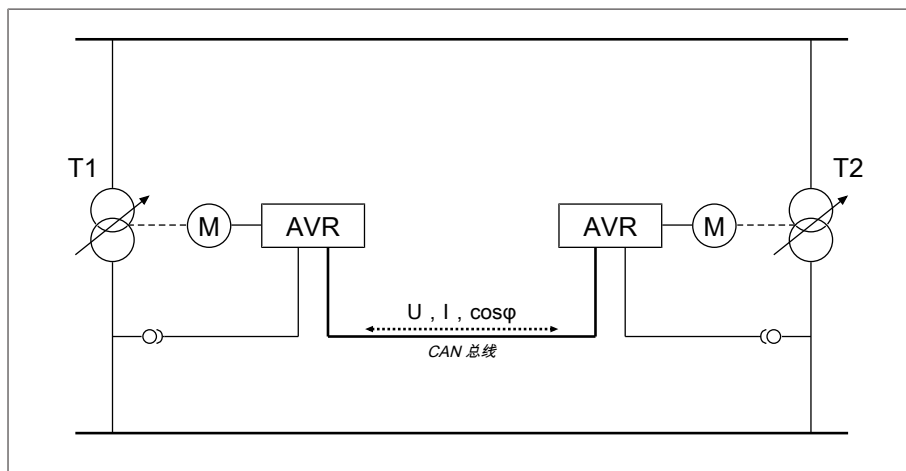 T1
T2
M
AVR
AVR
M
U , I , cosφ
CAN 总线